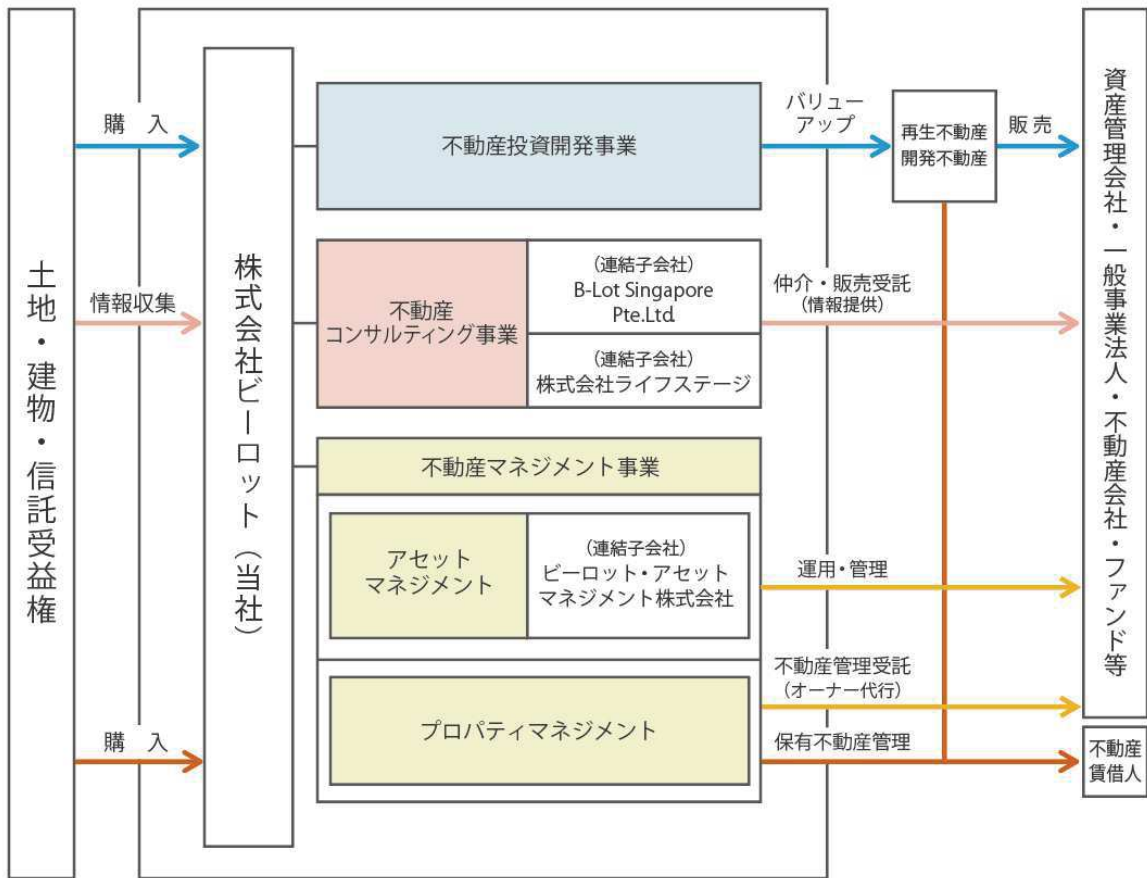 土地・建物・信託受益権
購 入
情報収集
購 入
株式会社ビーロット（当社）
不動産投資開発事業
バリュー
アップ
再生不動産
開発不動産
販 売
不動産
コンサルティング事業
(連結子会社)
B-Lot Singapore
Pte.Ltd
(連結子会社)
株式会社ライフステージ
仲介・販売受託
(情報提供)
不動産マネジメント事業
アセット
マネジメント
(連結子会社)
ビーロット・アセット
マネジメント株式会社
運用・管理
プロパティマネジメント
不動産管理受託
(オーナー代行)
保有不動産管理
資産管理会社・一般事業法人・不動産会社・ファンド等
不動産
賃借人